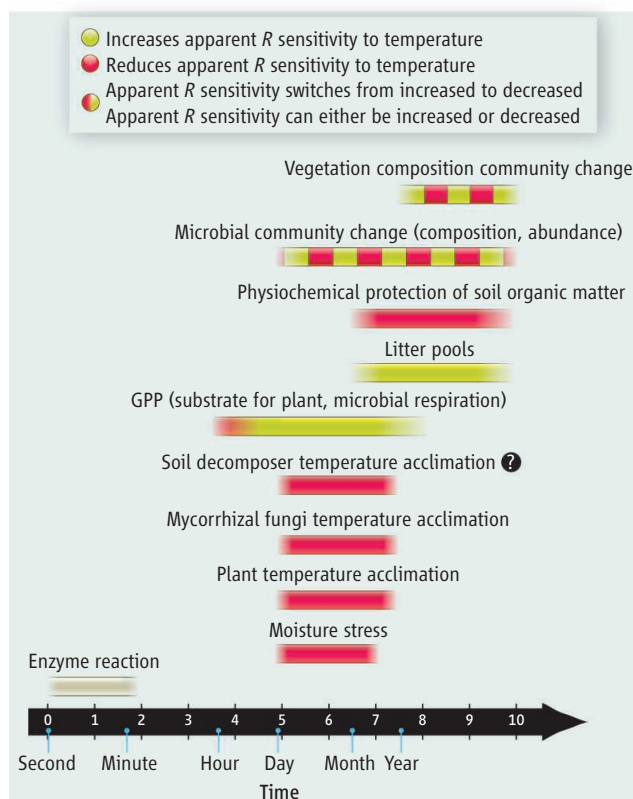 Increases apparent R sensitivity to temperature
Reduces apparent R sensitivity to temperature
Apparent R sensitivity switches from increased to decreased
Apparent R sensitivity can either be increased or decreased
Vegetation composition community change
Microbial community change (composition, abundance)
Physiochemical protection of soil organic matter
Litter pools
GPP (substrate for plant, microbial respiration)
Soil decomposer temperature acclimation ?
Mycorrhizal fungi temperature acclimation
Plant temperature acclimation
Moisture stress
Enzyme reaction
0 1 2 3 4 5 6 7 8 9 10
Second Minute Hour Day Month Year
Time